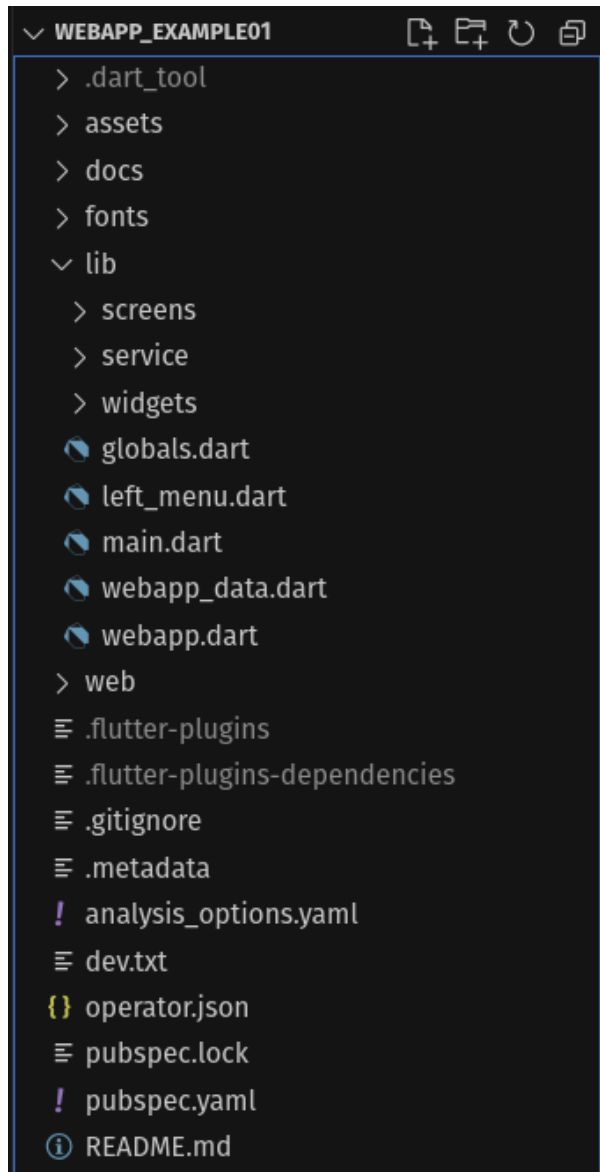 WEBAPP_EXAMPLE01
.dart_tool
assets
docs
fonts
lib
screens
service
widgets
globals.dart
left_menu.dart
main.dart
webapp_data.dart
webapp.dart
web
.flutter-plugins
.flutter-plugins-dependencies
.gitignore
.metadata
analysis_options.yaml
dev.txt
operator.json
pubspec.lock
pubspec.yaml
README.md